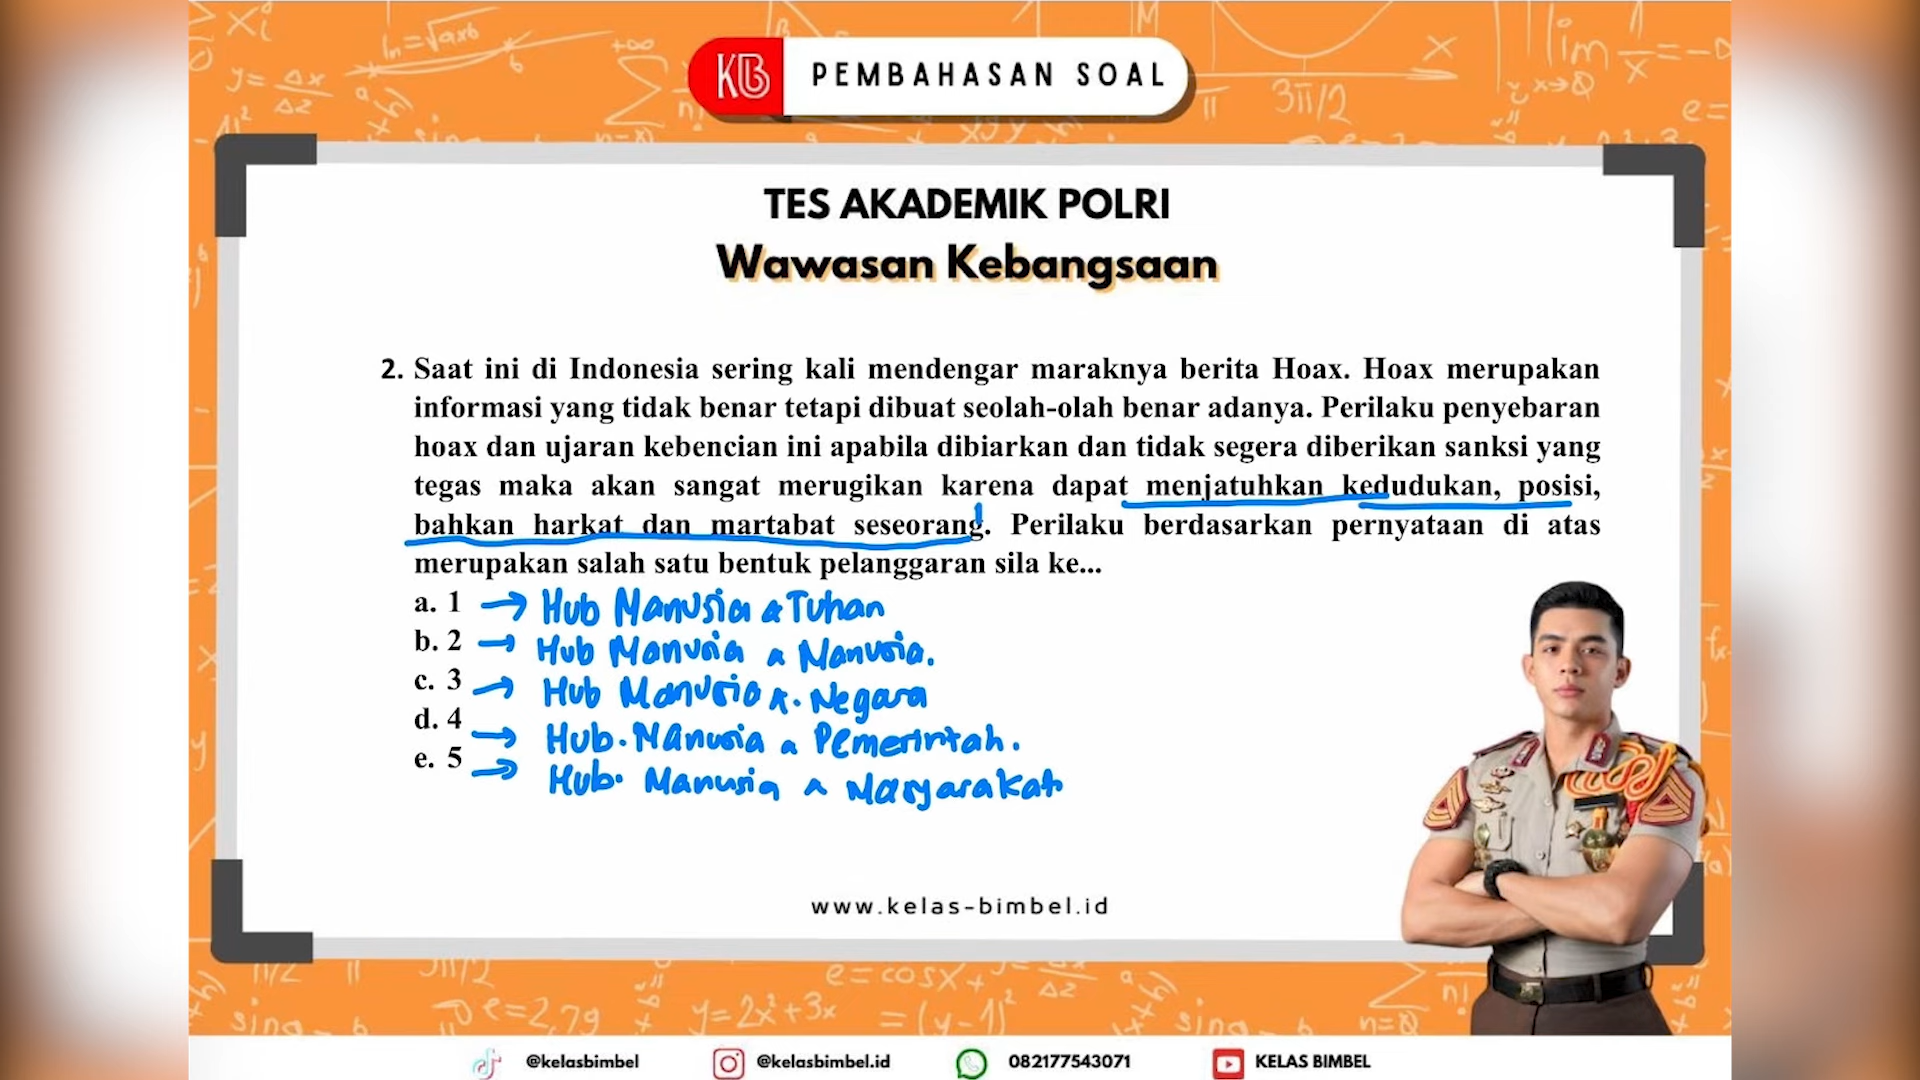 KB PEMBAHASAN SOAL
TES AKADEMIK POLRI
Wawasan Kebangsaan
2. Saat ini di Indonesia sering kali mendengar maraknya berita Hoax. Hoax merupakan
informasi yang tidak benar tetapi dibuat seolah-olah benar adanya. Perilaku penyebaran
hoax dan ujaran kebencian ini apabila dibiarkan dan tidak segera diberikan sanksi yang
tegas maka akan sangat merugikan karena dapat menjatuhkan kedudukan, posisi,
bahkan harkat dan martabat seseorang. Perilaku berdasarkan pernyataan di atas
merupakan salah satu bentuk pelanggaran sila ke...
a. 1 → Hub Manusia & Tuhan
b. 2 → Hub Manusia & Manusia.
c. 3 → Hub Manusia & Negara
d. 4 → Hub. Manusia & Pemerintah.
e. 5 → Hub. Manusia & Masyarakat
www.kelas-bimbel.id
@kelasbimbel @kelasbimbel.id 082177543071 KELAS BIMBEL